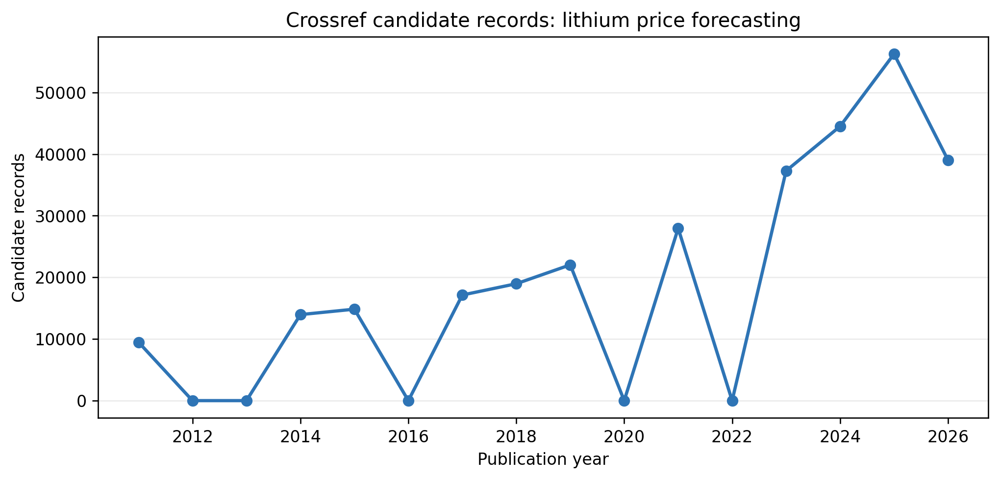 Crossref candidate records: lithium price forecasting
Candidate records
50000
40000
30000
20000
10000
0
2012 2014 2016 2018 2020 2022 2024 2026
Publication year